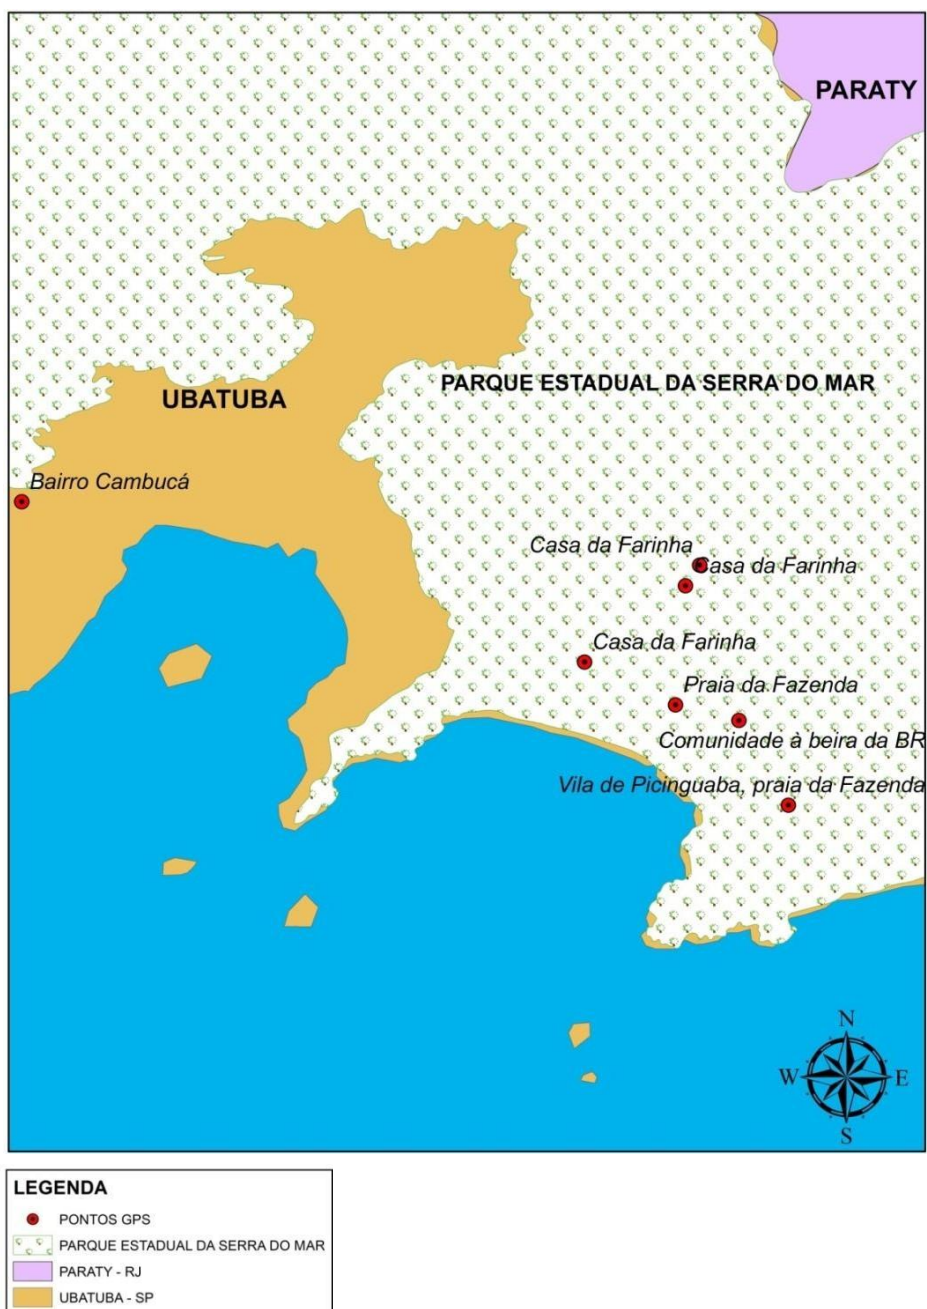 PARATY
PARQUE ESTADUAL DA SERRA DO MAR
UBATUBA
Bairro Cambucá
Casa da Farinha
Casa da Farinha
Casa da Farinha
Praia da Fazenda
Comunidade à beira da BR
Vila de Picinguaba, praia da Fazenda
N
W E
S
LEGENDA
PONTOS GPS
PARQUE ESTADUAL DA SERRA DO MAR
PARATY - RJ
UBATUBA - SP